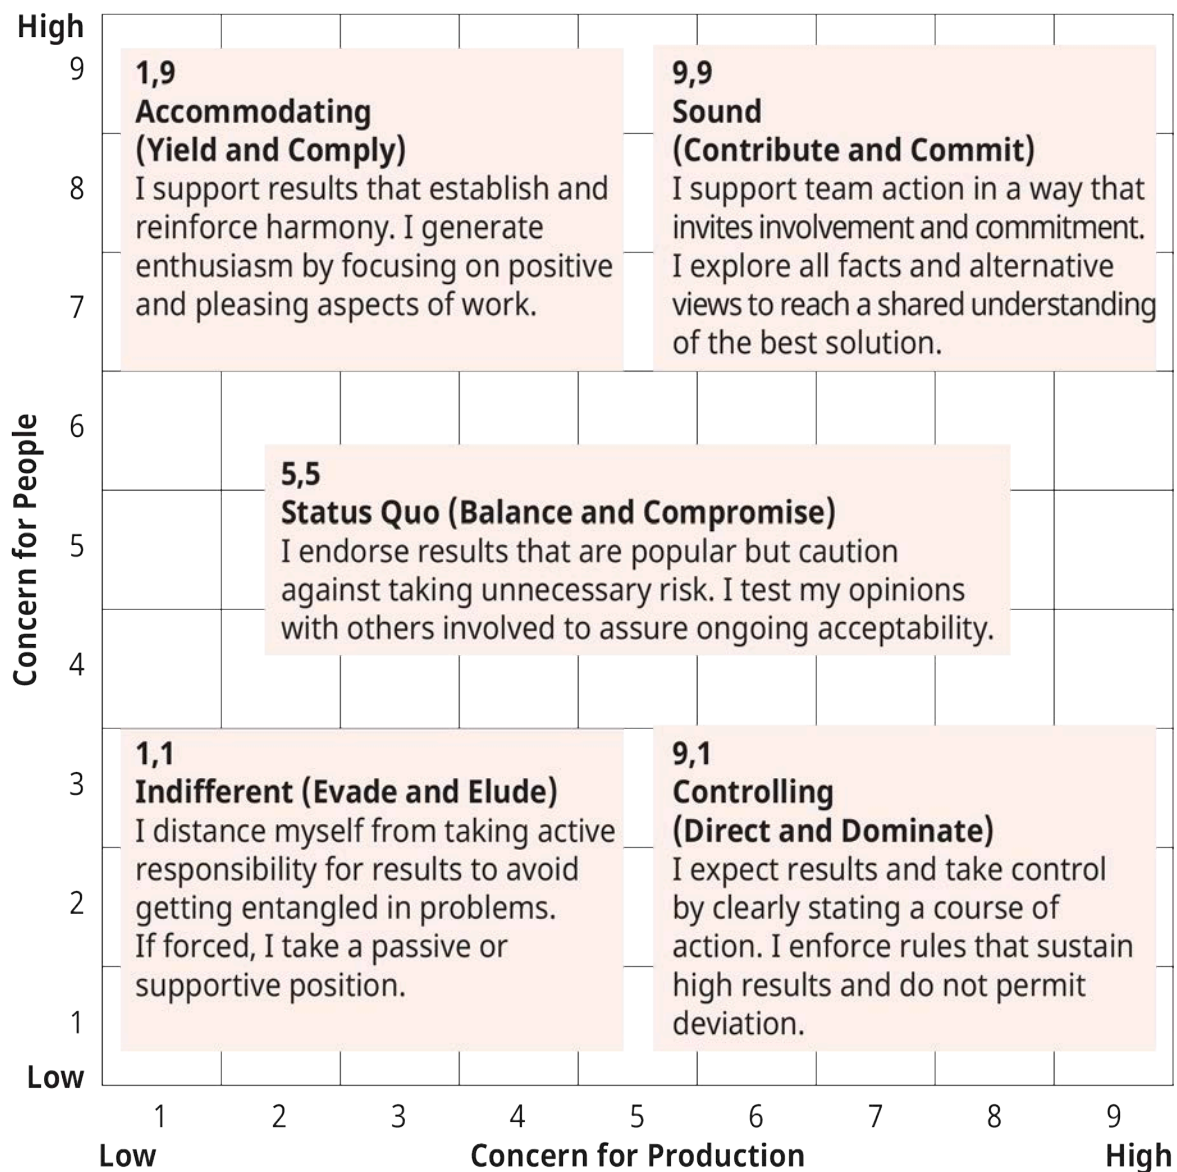 High
9
8
7
6
5
4
3
2
1
Low
Concern for People
1,9
Accommodating
(Yield and Comply)
I support results that establish and
reinforce harmony. I generate
enthusiasm by focusing on positive
and pleasing aspects of work.
9,9
Sound
(Contribute and Commit)
I support team action in a way that
invites involvement and commitment.
I explore all facts and alternative
views to reach a shared understanding
of the best solution.
5,5
Status Quo (Balance and Compromise)
I endorse results that are popular but caution
against taking unnecessary risk. I test my opinions
with others involved to assure ongoing acceptability.
1,1
Indifferent (Evade and Elude)
I distance myself from taking active
responsibility for results to avoid
getting entangled in problems.
If forced, I take a passive or
supportive position.
9,1
Controlling
(Direct and Dominate)
I expect results and take control
by clearly stating a course of
action. I enforce rules that sustain
high results and do not permit
deviation.
1 2 3 4 5 6 7 8 9
Low Concern for Production High